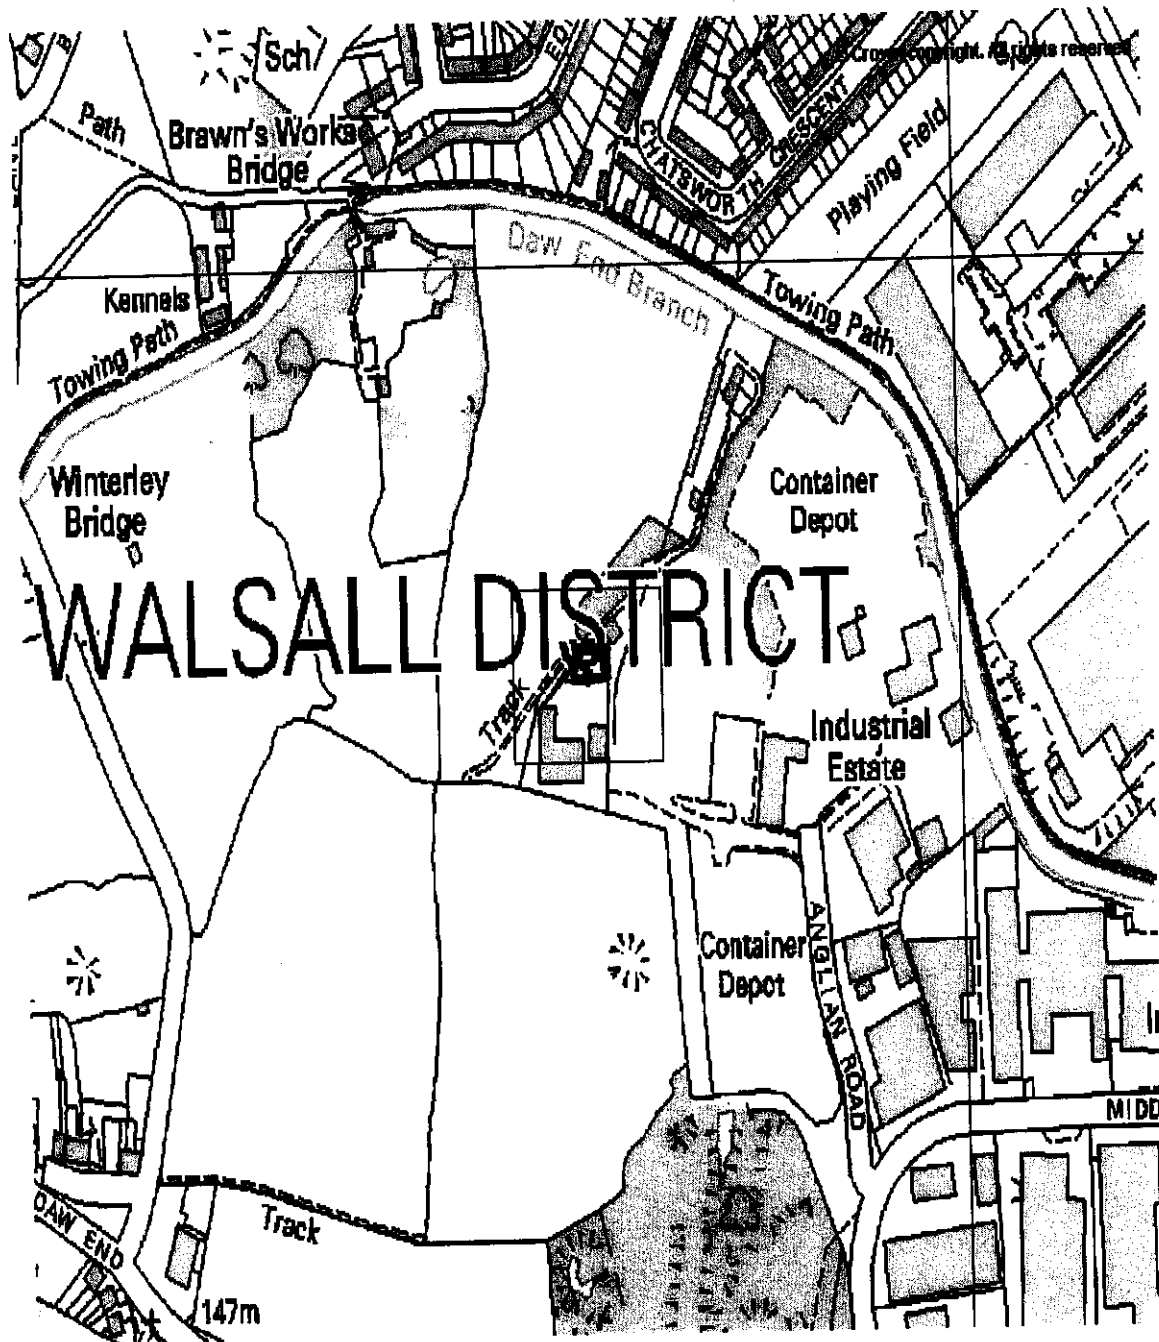 Sch
© Crown copyright. All rights reserved
Path
Brawn's Works
Bridge
CHATSWORTH CRESCENT
Playing Field
Daw End Branch
Kennels
Towing Path
Towing Path
Winterley
Bridge
Container
Depot
WALSALL DISTRICT
Track
Industrial
Estate
Container
Depot
ANGLIAN ROAD
MIDD
DAW END
Track
147m